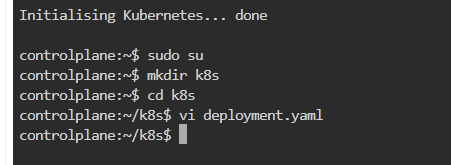 Initialising Kubernetes... done
controlplane:~$ sudo su
controlplane:~$ mkdir k8s
controlplane:~$ cd k8s
controlplane:~/k8s$ vi deployment.yaml
controlplane:~/k8s$